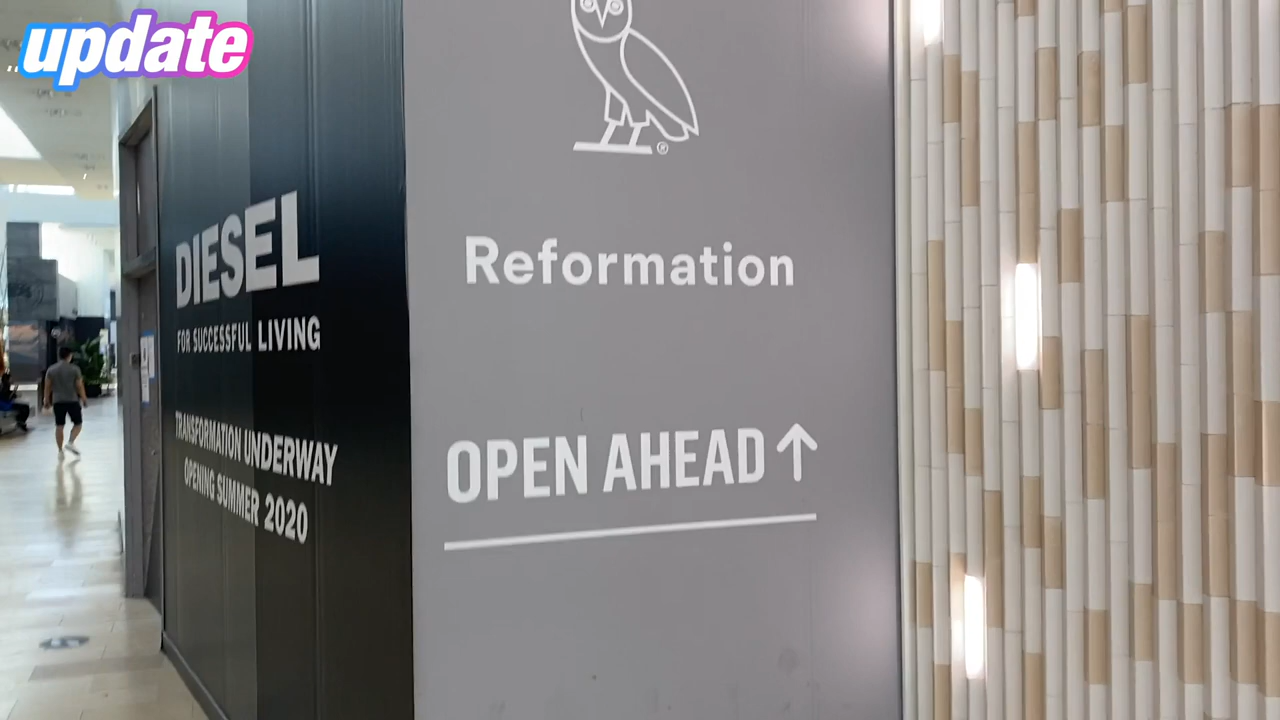 update
DIESEL
FOR SUCCESSFUL LIVING
TRANSFORMATION UNDERWAY
OPENING SUMMER 2020
®
Reformation
OPEN AHEAD ↑